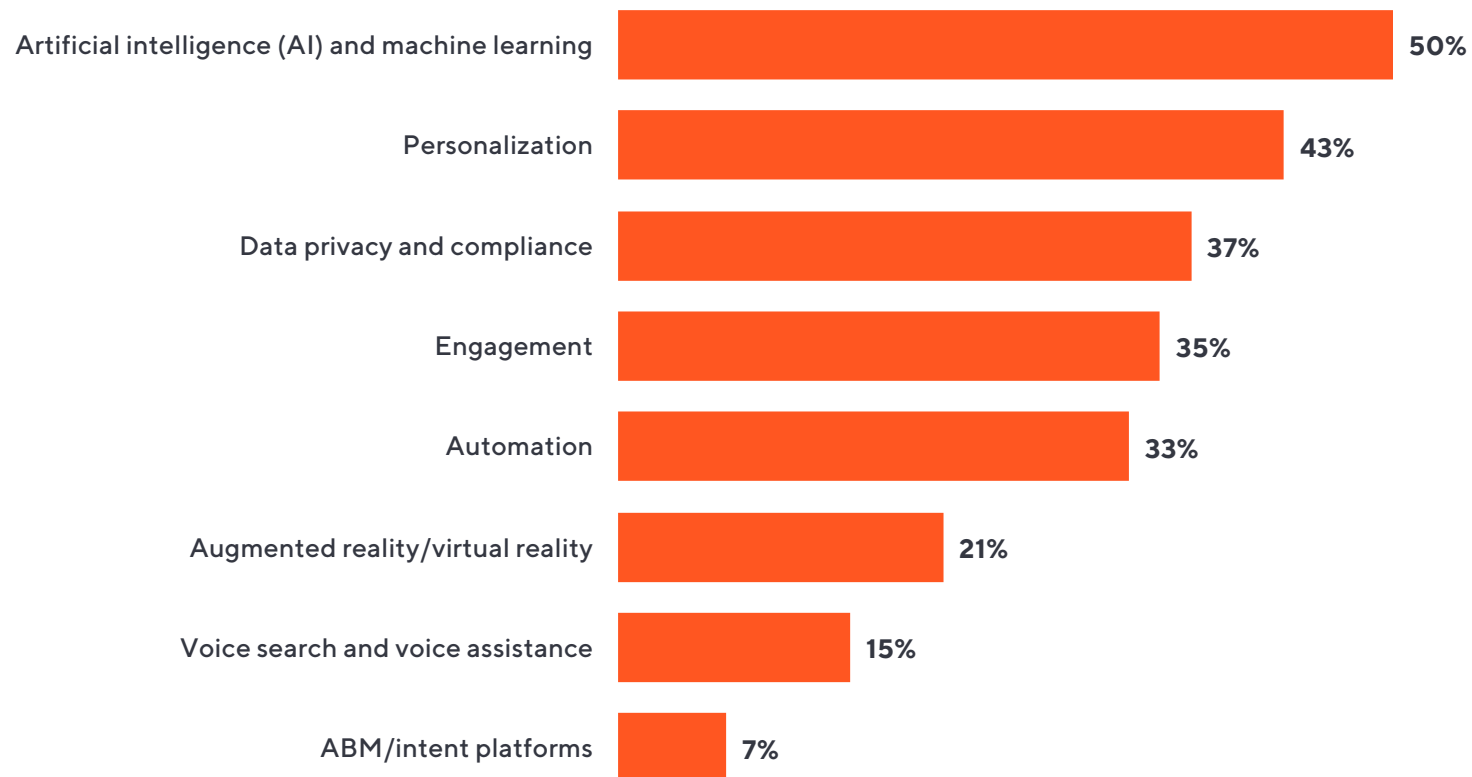 Artificial intelligence (AI) and machine learning 50%
Personalization 43%
Data privacy and compliance 37%
Engagement 35%
Automation 33%
Augmented reality/virtual reality 21%
Voice search and voice assistance 15%
ABM/intent platforms 7%